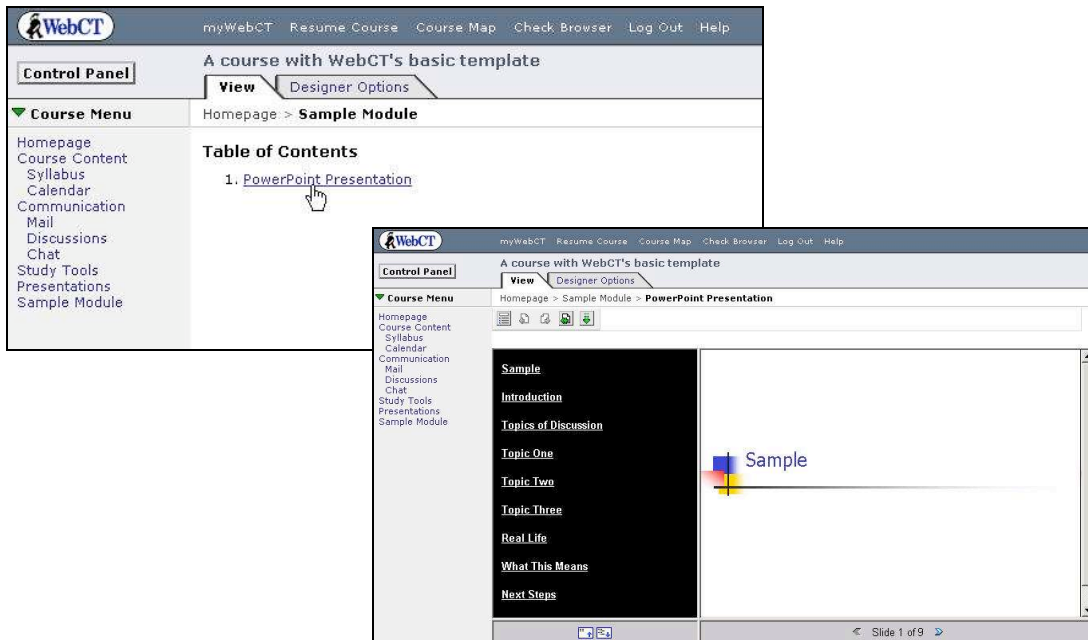 WebCT
myWebCT Resume Course Course Map Check Browser Log Out Help
Control Panel
A course with WebCT's basic template
View Designer Options
Course Menu
Homepage > Sample Module
Homepage
Course Content
Syllabus
Calendar
Communication
Mail
Discussions
Chat
Study Tools
Presentations
Sample Module
Table of Contents
1. PowerPoint Presentation
WebCT
myWebCT Resume Course Course Map Check Browser Log Out Help
Control Panel
A course with WebCT's basic template
View Designer Options
Course Menu
Homepage > Sample Module > PowerPoint Presentation
Homepage
Course Content
Syllabus
Calendar
Communication
Mail
Discussions
Chat
Study Tools
Presentations
Sample Module
Sample
Introduction
Topics of Discussion
Topic One
Topic Two
Topic Three
Real Life
What This Means
Next Steps
Sample
Slide 1 of 9